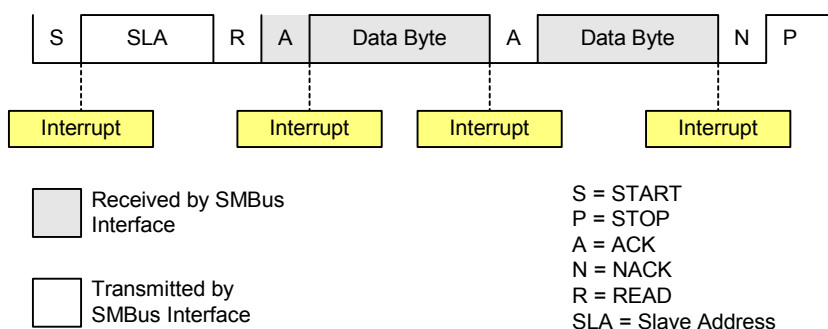 S SLA R A Data Byte A Data Byte N P
Interrupt Interrupt Interrupt Interrupt
Received by SMBus
Interface
Transmitted by
SMBus Interface
S = START
P = STOP
A = ACK
N = NACK
R = READ
SLA = Slave Address